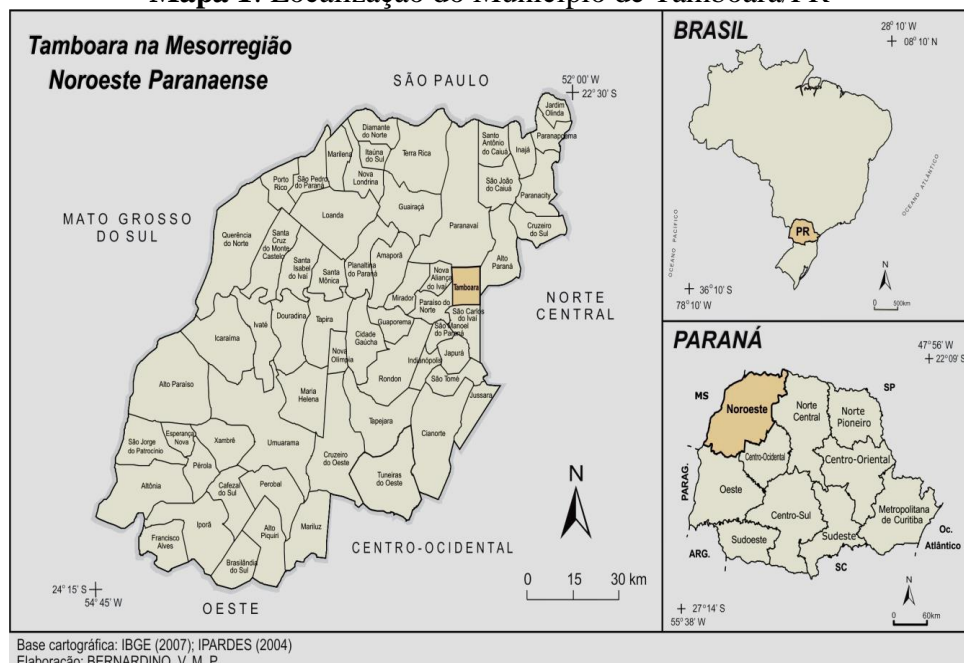 Mapa 1: Localização do Município de Tamboara/PR
Tamboara na Mesorregião
Noroeste Paranaense
SÃO PAULO
52° 00' W
22° 30' S
Jardim
Olinda
Paranapoema
Diamante
do Norte
Itaúna
do Sul
Marilena
Terra Rica
Santo
Antônio
do Caiuá
Inajá
São Pedro
do Paraná
Porto
Rico
Nova
Londrina
São João
do Caiuá
Paranacity
Guairaçá
Loanda
Paranavaí
Cruzeiro
do Sul
MATO GROSSO
DO SUL
Querência
do Norte
Santa
Cruz
do Monte
Castelo
Santa
Isabel
do Ivaí
Santa
Mônica
Planaltina
do Paraná
Amaporã
Alto
Paraná
Nova
Aliança
do Ivaí
Tamboara
Mirador
Paraíso do
Norte
NORTE
CENTRAL
São Carlos
do Ivaí
Guaporema
São Manoel
do Paraná
Icaraíma
Ivaté
Douradina
Tapira
Cidade
Gaúcha
Nova
Olímpia
Indianópolis
Japurá
Rondon
São Tomé
Jussara
Alto Paraíso
Maria
Helena
Tapejara
Cianorte
São Jorge
do Patrocínio
Esperança
Nova
Xambrê
Umuarama
Cruzeiro
do Oeste
Pérola
Altônia
Cafezal
do Sul
Perobal
Tuneiras
do Oeste
Iporã
Francisco
Alves
Alto
Piquiri
Mariluz
Brasilândia
do Sul
CENTRO-OCIDENTAL
N
0 15 30 km
24° 15' S
54° 45' W
OESTE
BRASIL
28° 10' W
08° 10' N
OCEANO ATLÂNTICO
OCEANO PACÍFICO
PR
36° 10' S
78° 10' W
N
0 500km
PARANÁ
47° 56' W
22° 09' S
MS
SP
Noroeste
Norte
Central
Norte
Pioneiro
Centro-Ocidental
Centro-Oriental
PARAG.
Oeste
Centro-Sul
Metropolitana
de Curitiba
Sudoeste
Sudeste
Oc.
Atlântico
ARG.
SC
27° 14' S
55° 38' W
N
0 60km
Base cartográfica: IBGE (2007); IPARDES (2004)
Elaboração: BERNARDINO, V. M. P.